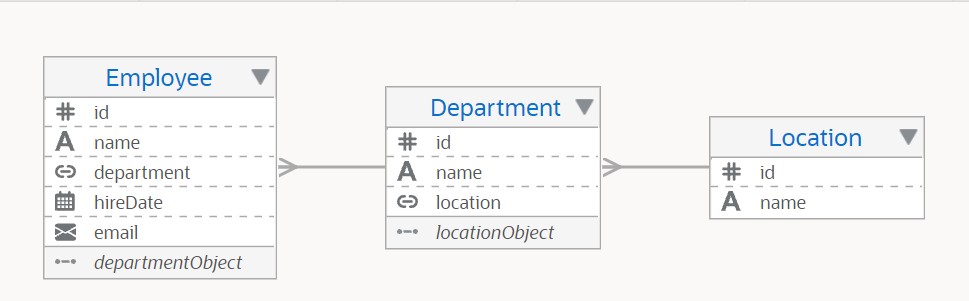 Employee
id
name
department
hireDate
email
departmentObject
Department
id
name
location
locationObject
Location
id
name